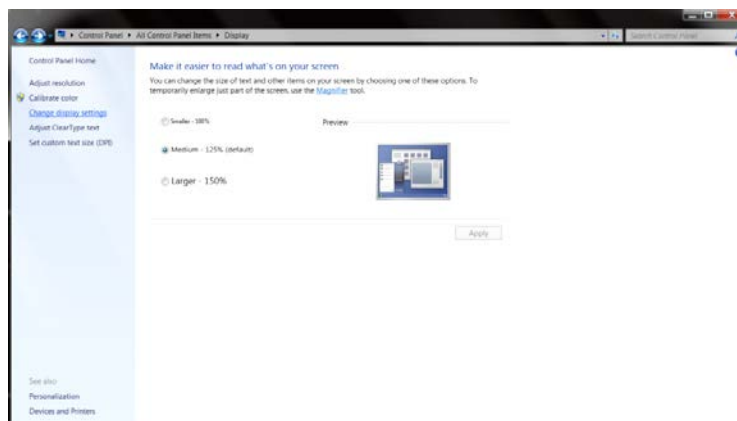 Control Panel ▸ All Control Panel Items ▸ Display
Search Control Panel
Control Panel Home
Adjust resolution
Calibrate color
Change display settings
Adjust ClearType text
Set custom text size (DPI)
Make it easier to read what's on your screen
You can change the size of text and other items on your screen by choosing one of these options. To
temporarily enlarge just part of the screen, use the Magnifier tool.
Smaller - 100%
Preview
Medium - 125% (default)
Larger - 150%
Apply
See also
Personalization
Devices and Printers